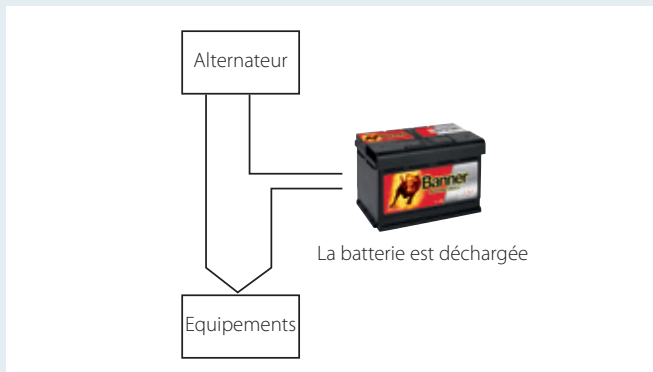 Alternateur
Banner
La batterie est déchargée
Equipements